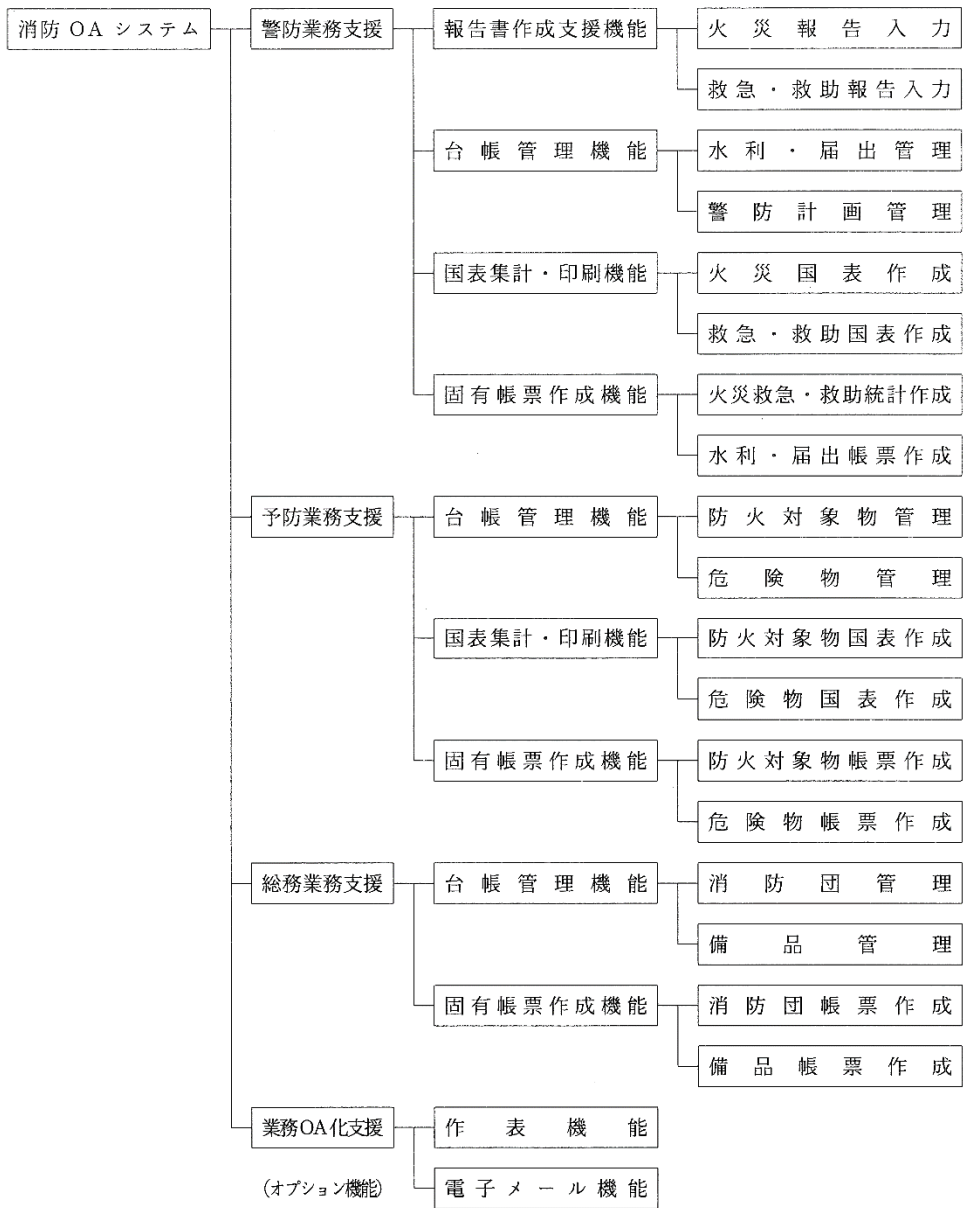 消防 OA システム
警防業務支援
報告書作成支援機能
火災報告入力
救急・救助報告入力
台帳管理機能
水利・届出管理
警防計画管理
国表集計・印刷機能
火災国表作成
救急・救助国表作成
固有帳票作成機能
火災救急・救助統計作成
水利・届出帳票作成
予防業務支援
台帳管理機能
防火対象物管理
危険物管理
国表集計・印刷機能
防火対象物国表作成
危険物国表作成
固有帳票作成機能
防火対象物帳票作成
危険物帳票作成
総務業務支援
台帳管理機能
消防団管理
備品管理
固有帳票作成機能
消防団帳票作成
備品帳票作成
業務OA化支援
(オプション機能)
作表機能
電子メール機能